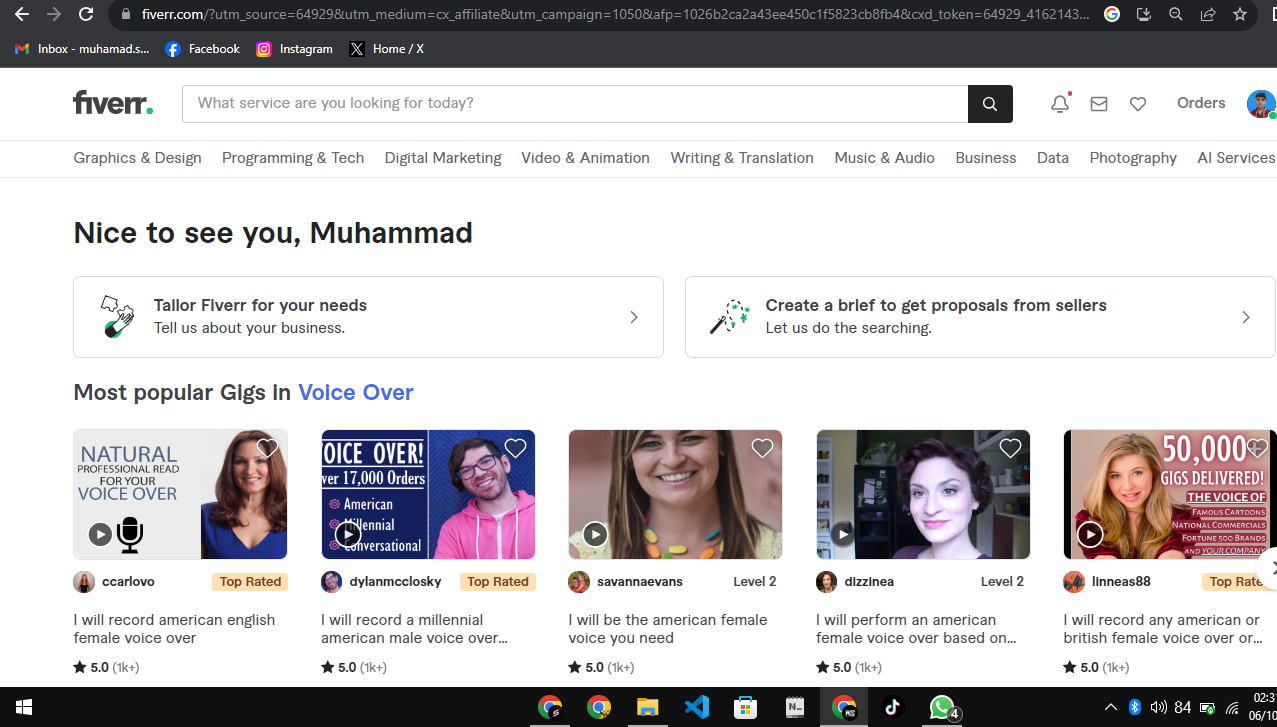 fiverr.com/?utm_source=64929&utm_medium=cx_affiliate&utm_campaign=1050&afp=1026b2ca2a43ee450c1f5823cb8fb4&cxd_token=64929_4162143...
Inbox - muhamad.s... Facebook Instagram Home / X
fiverr. What service are you looking for today? Orders
Graphics & Design Programming & Tech Digital Marketing Video & Animation Writing & Translation Music & Audio Business Data Photography AI Services
Nice to see you, Muhammad
Tailor Fiverr for your needs
Tell us about your business.
Create a brief to get proposals from sellers
Let us do the searching.
Most popular Gigs in Voice Over
NATURAL
PROFESSIONAL READ
FOR YOUR
VOICE OVER
OICE OVER!
ver 17,000 Orders
American
Millennial
Conversational
50,000+
GIGS DELIVERED!
THE VOICE OF
FAMOUS CARTOONS
NATIONAL COMMERCIALS
FORTUNE 500 BRANDS
AND YOUR COMPANY
ccarlovo Top Rated
I will record american english
female voice over
5.0 (1k+)
dylanmcclosky Top Rated
I will record a millennial
american male voice over...
5.0 (1k+)
savannaevans Level 2
I will be the american female
voice you need
5.0 (1k+)
dizzinea Level 2
I will perform an american
female voice over based on...
5.0 (1k+)
linneas88 Top Rate
I will record any american or
british female voice over or...
5.0 (1k+)
4
84
02:3
06/10